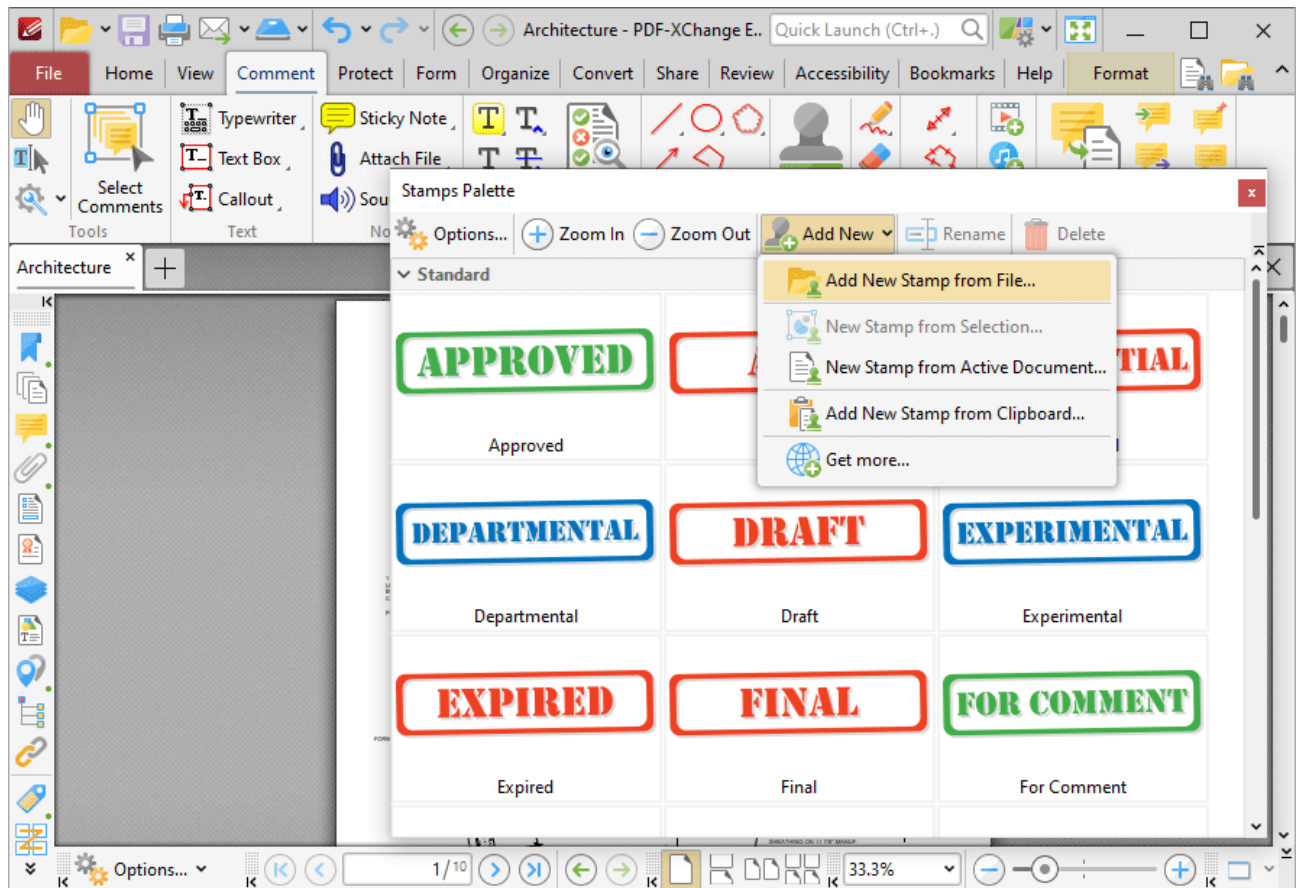 Architecture - PDF-XChange E..
Quick Launch (Ctrl+.)
File
Home
View
Comment
Protect
Form
Organize
Convert
Share
Review
Accessibility
Bookmarks
Help
Format
Typewriter
Sticky Note
Text Box
Attach File
Select
Comments
Callout
Sou
Tools
Text
No
Stamps Palette
x
Options...
Zoom In
Zoom Out
Add New
Rename
Delete
Architecture
Standard
Add New Stamp from File...
New Stamp from Selection...
New Stamp from Active Document...
Add New Stamp from Clipboard...
Get more...
APPROVED
TIAL
Approved
DEPARTMENTAL
DRAFT
EXPERIMENTAL
Departmental
Draft
Experimental
EXPIRED
FINAL
FOR COMMENT
Expired
Final
For Comment
Options...
1/10
33.3%